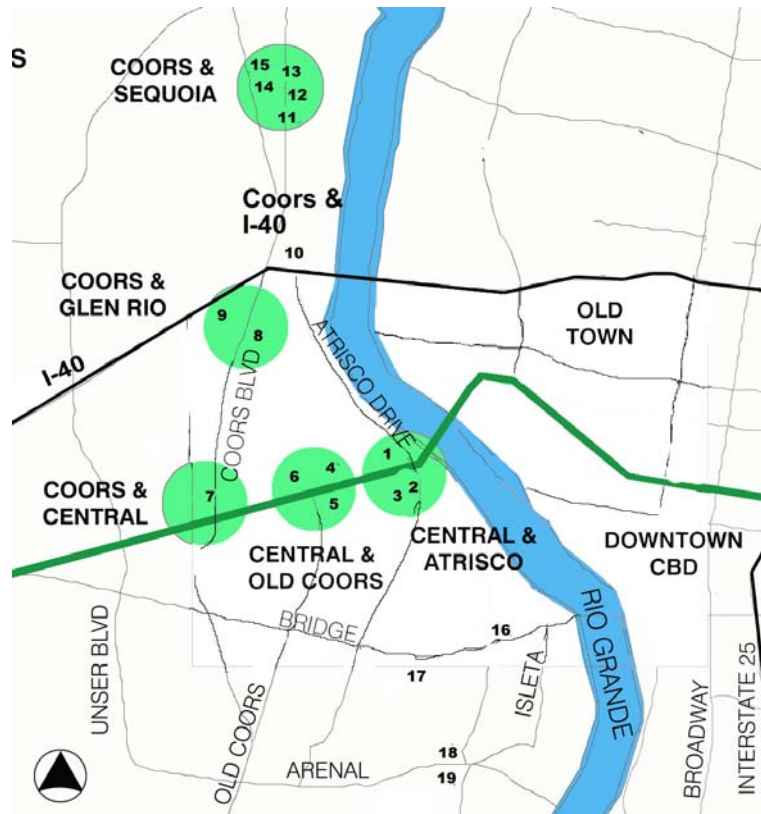 S
COORS &
SEQUOIA
15
13
14
12
11
Coors &
I-40
10
COORS &
GLEN RIO
9
8
OLD
TOWN
I-40
ATRISCO DRIVE
COORS BLVD
1
4
6
7
2
3
5
COORS &
CENTRAL
CENTRAL &
OLD COORS
CENTRAL &
ATRISCO
DOWNTOWN
CBD
BRIDGE
16
17
RIO GRANDE
ISLETA
UNSER BLVD
OLD COORS
BROADWAY
INTERSTATE 25
18
ARENAL
19